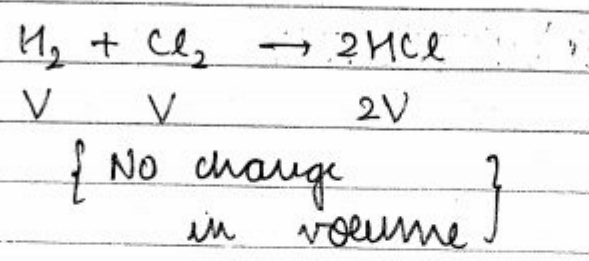 H₂ + Cl₂ → 2HCl
V V 2V
{ No change
in volume }